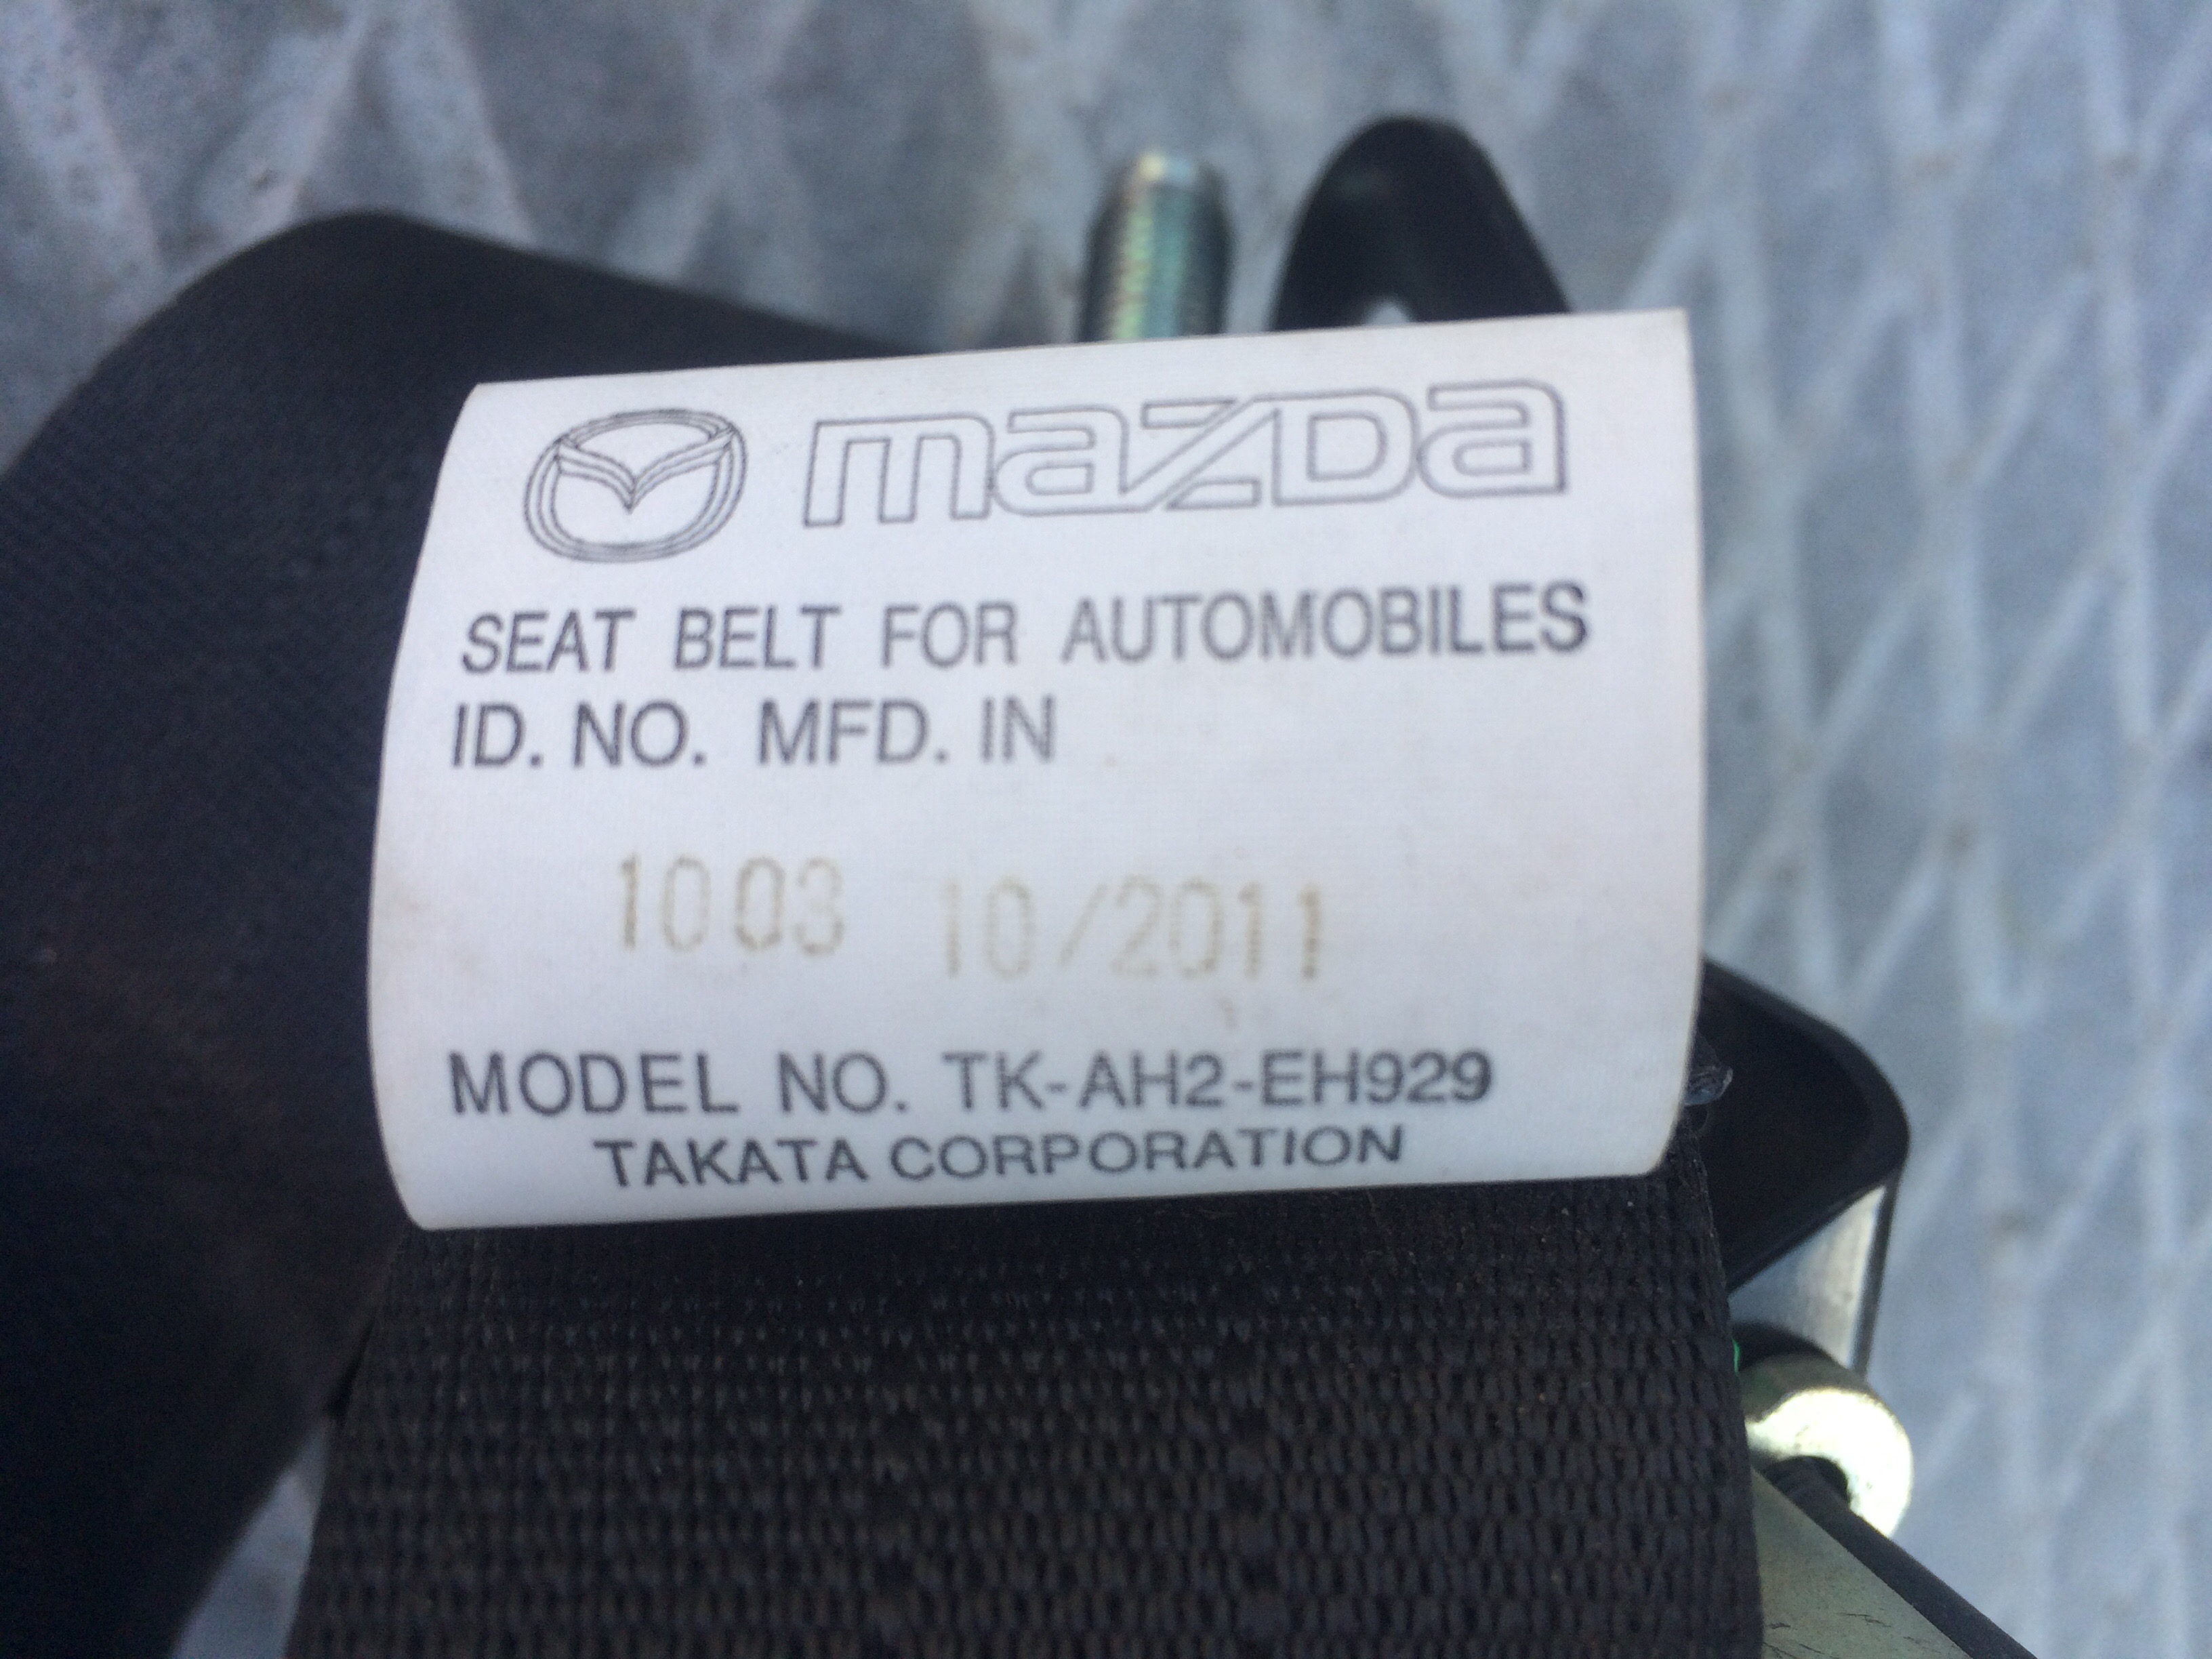 mazda
SEAT BELT FOR AUTOMOBILES
ID. NO. MFD. IN
1003 10/2011
MODEL NO. TK-AH2-EH929
TAKATA CORPORATION